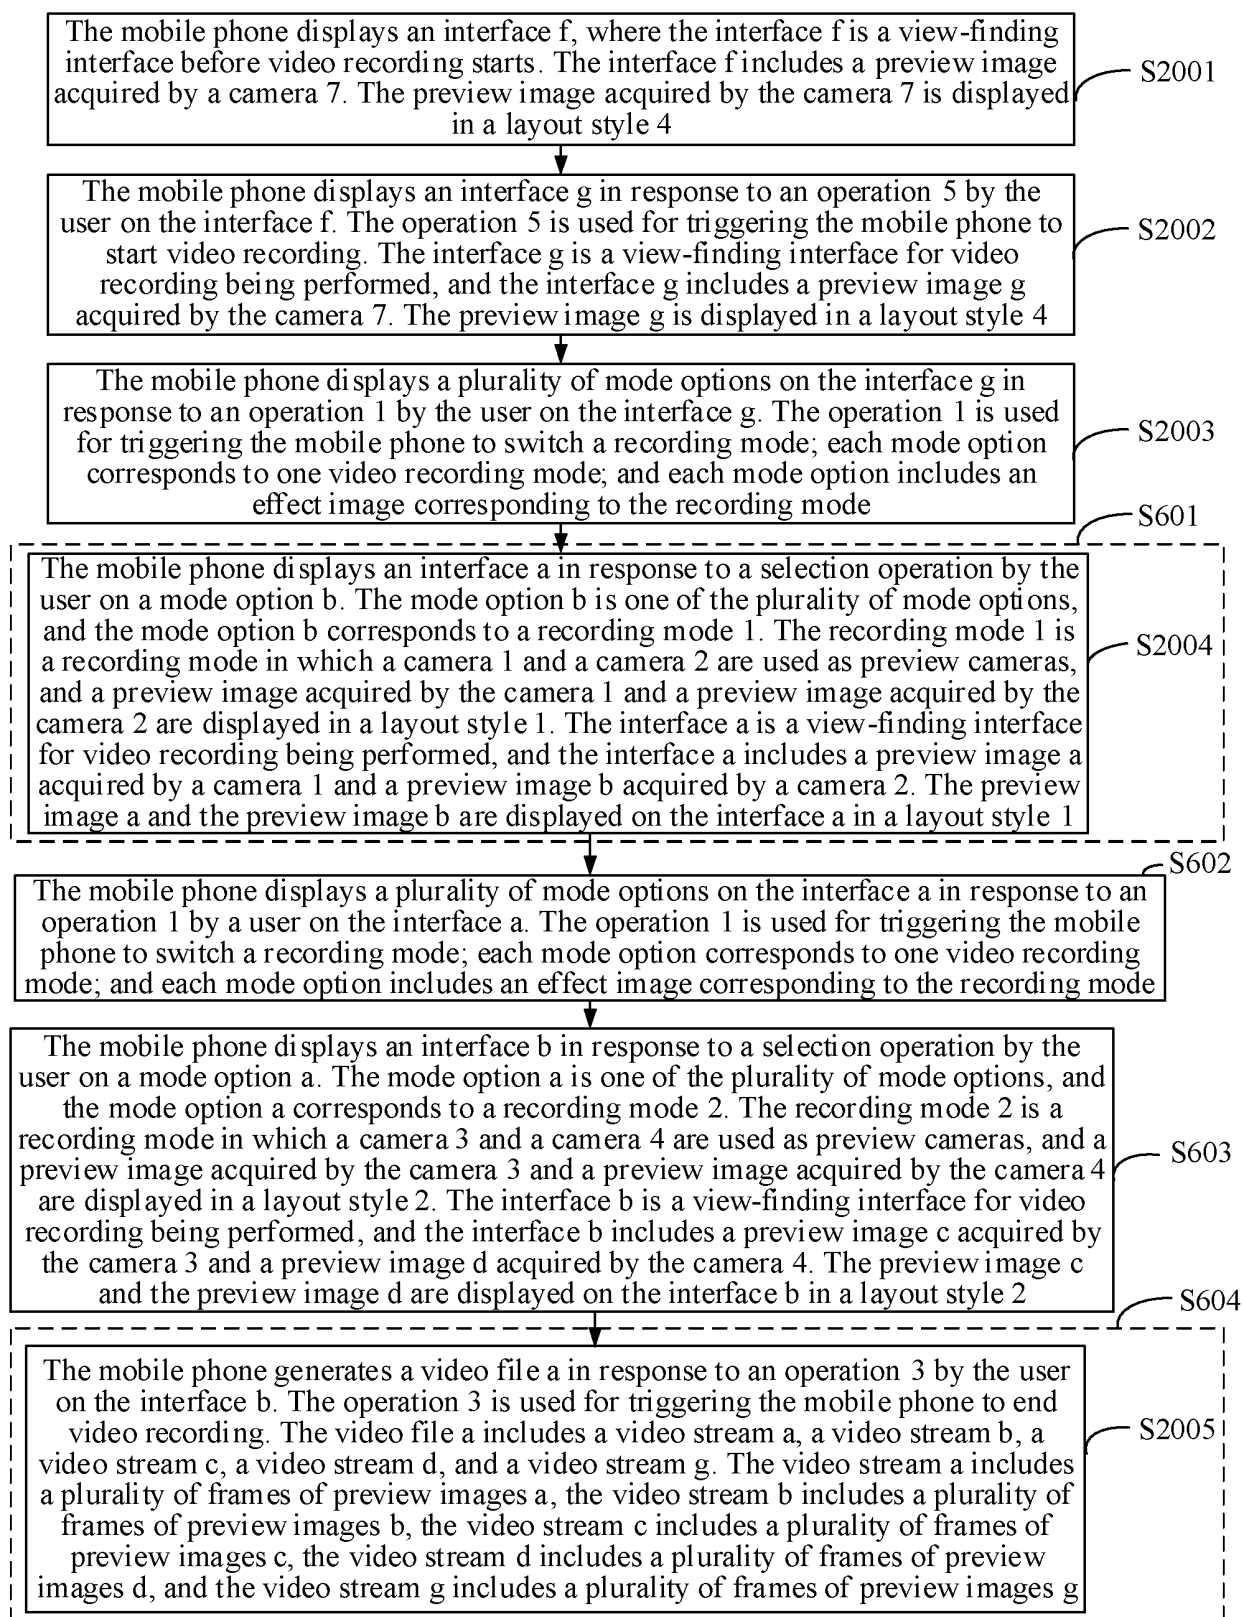 The mobile phone displays an interface f, where the interface f is a view-finding
interface before video recording starts. The interface f includes a preview image
acquired by a camera 7. The preview image acquired by the camera 7 is displayed
in a layout style 4
S2001
The mobile phone displays an interface g in response to an operation 5 by the
user on the interface f. The operation 5 is used for triggering the mobile phone to
start video recording. The interface g is a view-finding interface for video
recording being performed, and the interface g includes a preview image g
acquired by the camera 7. The preview image g is displayed in a layout style 4
S2002
The mobile phone displays a plurality of mode options on the interface g in
response to an operation 1 by the user on the interface g. The operation 1 is used
for triggering the mobile phone to switch a recording mode; each mode option
corresponds to one video recording mode; and each mode option includes an
effect image corresponding to the recording mode
S2003
S601
The mobile phone displays an interface a in response to a selection operation by the
user on a mode option b. The mode option b is one of the plurality of mode options,
and the mode option b corresponds to a recording mode 1. The recording mode 1 is
a recording mode in which a camera 1 and a camera 2 are used as preview cameras,
and a preview image acquired by the camera 1 and a preview image acquired by the
camera 2 are displayed in a layout style 1. The interface a is a view-finding interface
for video recording being performed, and the interface a includes a preview image a
acquired by a camera 1 and a preview image b acquired by a camera 2. The preview
image a and the preview image b are displayed on the interface a in a layout style 1
S2004
S602
The mobile phone displays a plurality of mode options on the interface a in response to an
operation 1 by a user on the interface a. The operation 1 is used for triggering the mobile
phone to switch a recording mode; each mode option corresponds to one video recording
mode; and each mode option includes an effect image corresponding to the recording mode
The mobile phone displays an interface b in response to a selection operation by the
user on a mode option a. The mode option a is one of the plurality of mode options, and
the mode option a corresponds to a recording mode 2. The recording mode 2 is a
recording mode in which a camera 3 and a camera 4 are used as preview cameras, and a
preview image acquired by the camera 3 and a preview image acquired by the camera 4
are displayed in a layout style 2. The interface b is a view-finding interface for video
recording being performed, and the interface b includes a preview image c acquired by
the camera 3 and a preview image d acquired by the camera 4. The preview image c
and the preview image d are displayed on the interface b in a layout style 2
S603
S604
The mobile phone generates a video file a in response to an operation 3 by the user
on the interface b. The operation 3 is used for triggering the mobile phone to end
video recording. The video file a includes a video stream a, a video stream b, a
video stream c, a video stream d, and a video stream g. The video stream a includes
a plurality of frames of preview images a, the video stream b includes a plurality of
frames of preview images b, the video stream c includes a plurality of frames of
preview images c, the video stream d includes a plurality of frames of preview
images d, and the video stream g includes a plurality of frames of preview images g
S2005